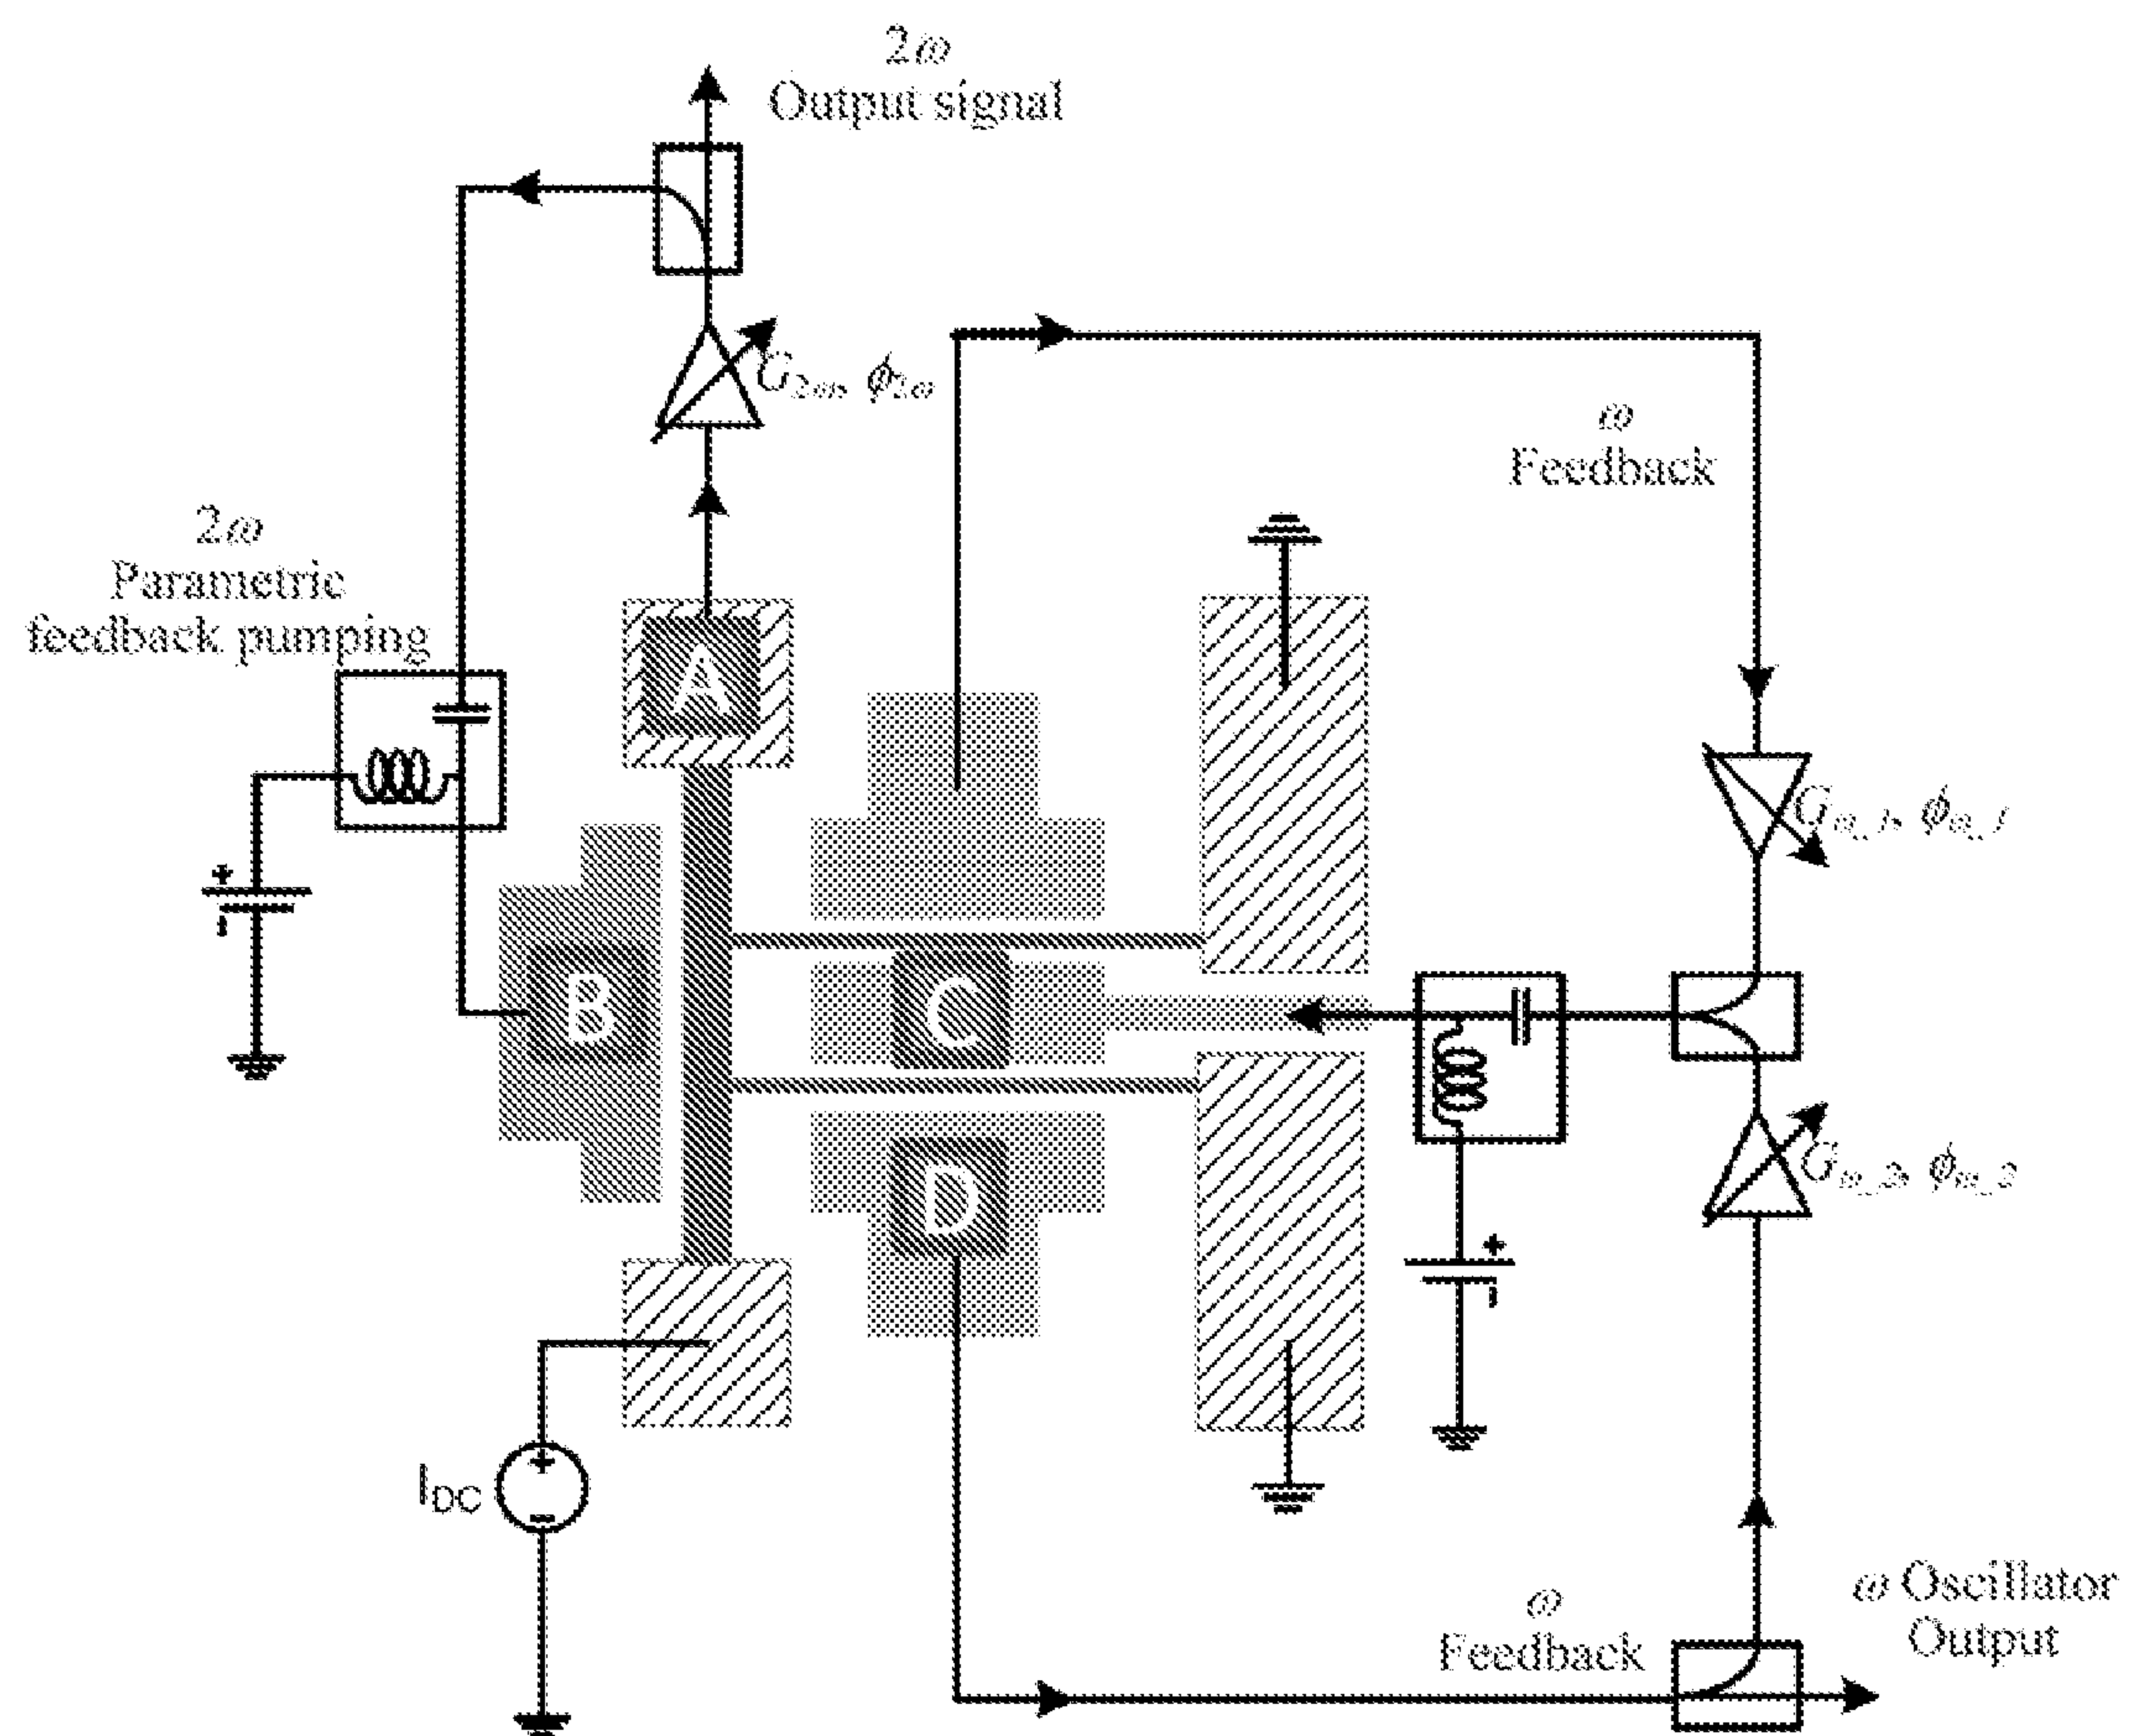 2ω
Output signal
G2ω, ϕ2ω
ω
Feedback
2ω
Parametric
feedback pumping
A
Gω_1, ϕω_1
+
-
B
C
D
Gω_2, ϕω_2
+
-
IDC
+
-
ω
Feedback
ω Oscillator
Output